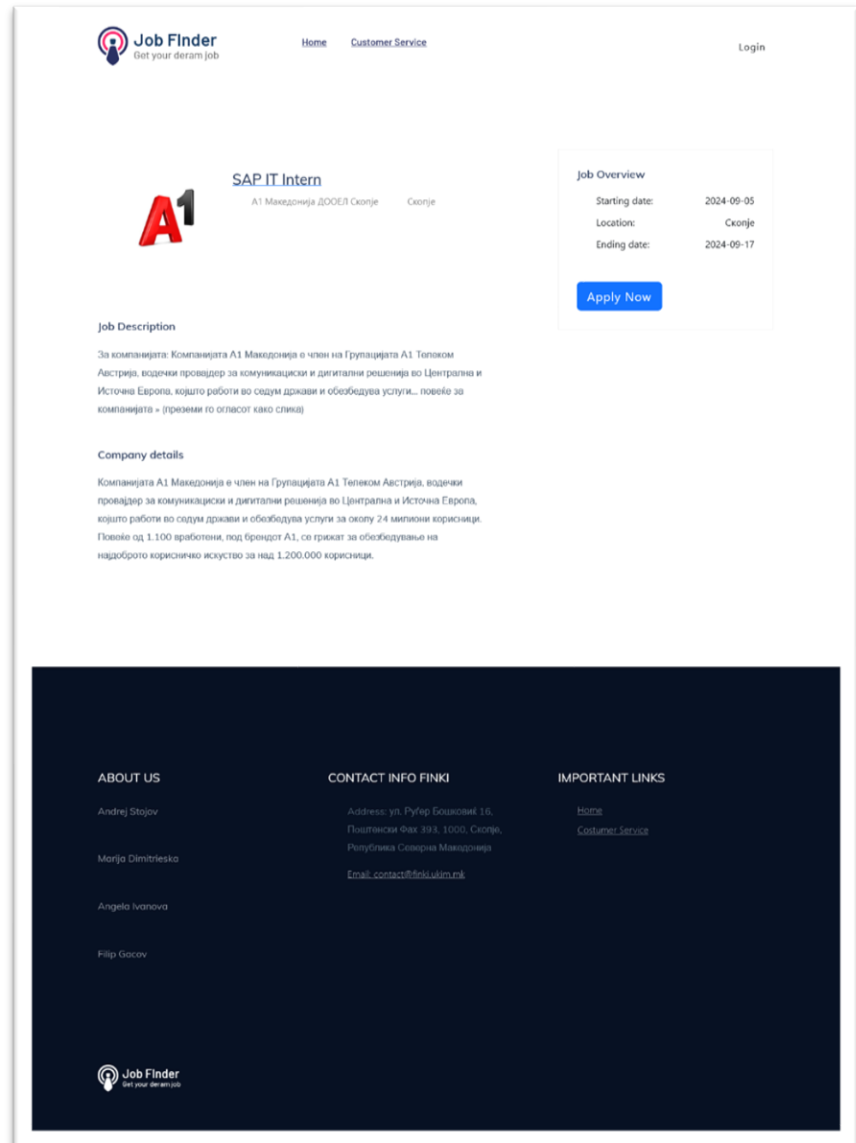 Job FInder
Get your deram job
Home
Customer Service
Login
A1
SAP IT Intern
А1 Македонија ДООЕЛ Скопје
Скопје
Job Overview
Starting date:
2024-09-05
Location:
Скопје
Ending date:
2024-09-17
Apply Now
Job Description
За компанијата: Компанијата А1 Македонија е член на Групацијата А1 Телеком
Австрија, водечки провајдер за комуникациски и дигитални решенија во Централна и
Источна Европа, којшто работи во седум држави и обезбедува услуги... повеќе за
компанијата » (преземи го огласот како слика)
Company details
Компанијата А1 Македонија е член на Групацијата А1 Телеком Австрија, водечки
провајдер за комуникациски и дигитални решенија во Централна и Источна Европа,
којшто работи во седум држави и обезбедува услуги за околу 24 милиони корисници.
Повеќе од 1.100 вработени, под брендот А1, се грижат за обезбедување на
најдоброто корисничко искуство за над 1.200.000 корисници.
ABOUT US
Andrej Stojov
Marija Dimitrieska
Angela Ivanova
Filip Gacov
CONTACT INFO FINKI
Address: ул. Руѓер Бошковиќ 16,
Поштенски Фах 393, 1000, Скопје,
Република Северна Македонија
Email: contact@finki.ukim.mk
IMPORTANT LINKS
Home
Costumer Service
Job FInder
Get your deram job